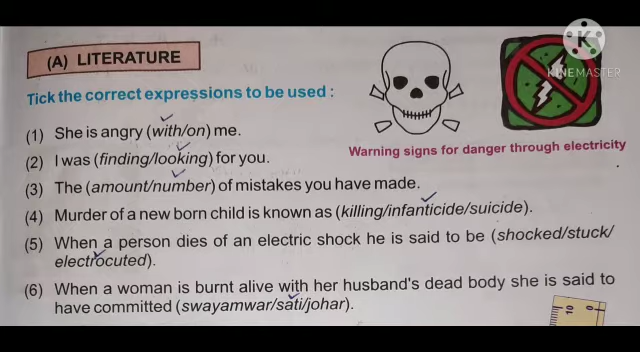 (A) LITERATURE
KINEMASTER
Tick the correct expressions to be used :
(1) She is angry (with/on) me.
(2) I was (finding/looking) for you.
Warning signs for danger through electricity
(3) The (amount/number) of mistakes you have made.
(4) Murder of a new born child is known as (killing/infanticide/suicide).
(5) When a person dies of an electric shock he is said to be (shocked/stuck/
electrocuted).
(6) When a woman is burnt alive with her husband's dead body she is said to
have committed (swayamwar/sati/johar).
10 0